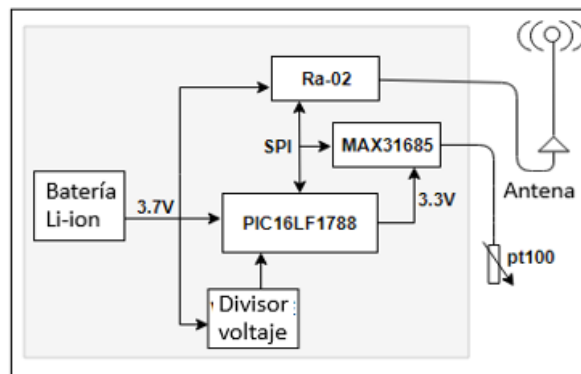 Ra-02
SPI
MAX31685
Batería
Li-ion
3.7V
PIC16LF1788
3.3V
Antena
pt100
Divisor
voltaje